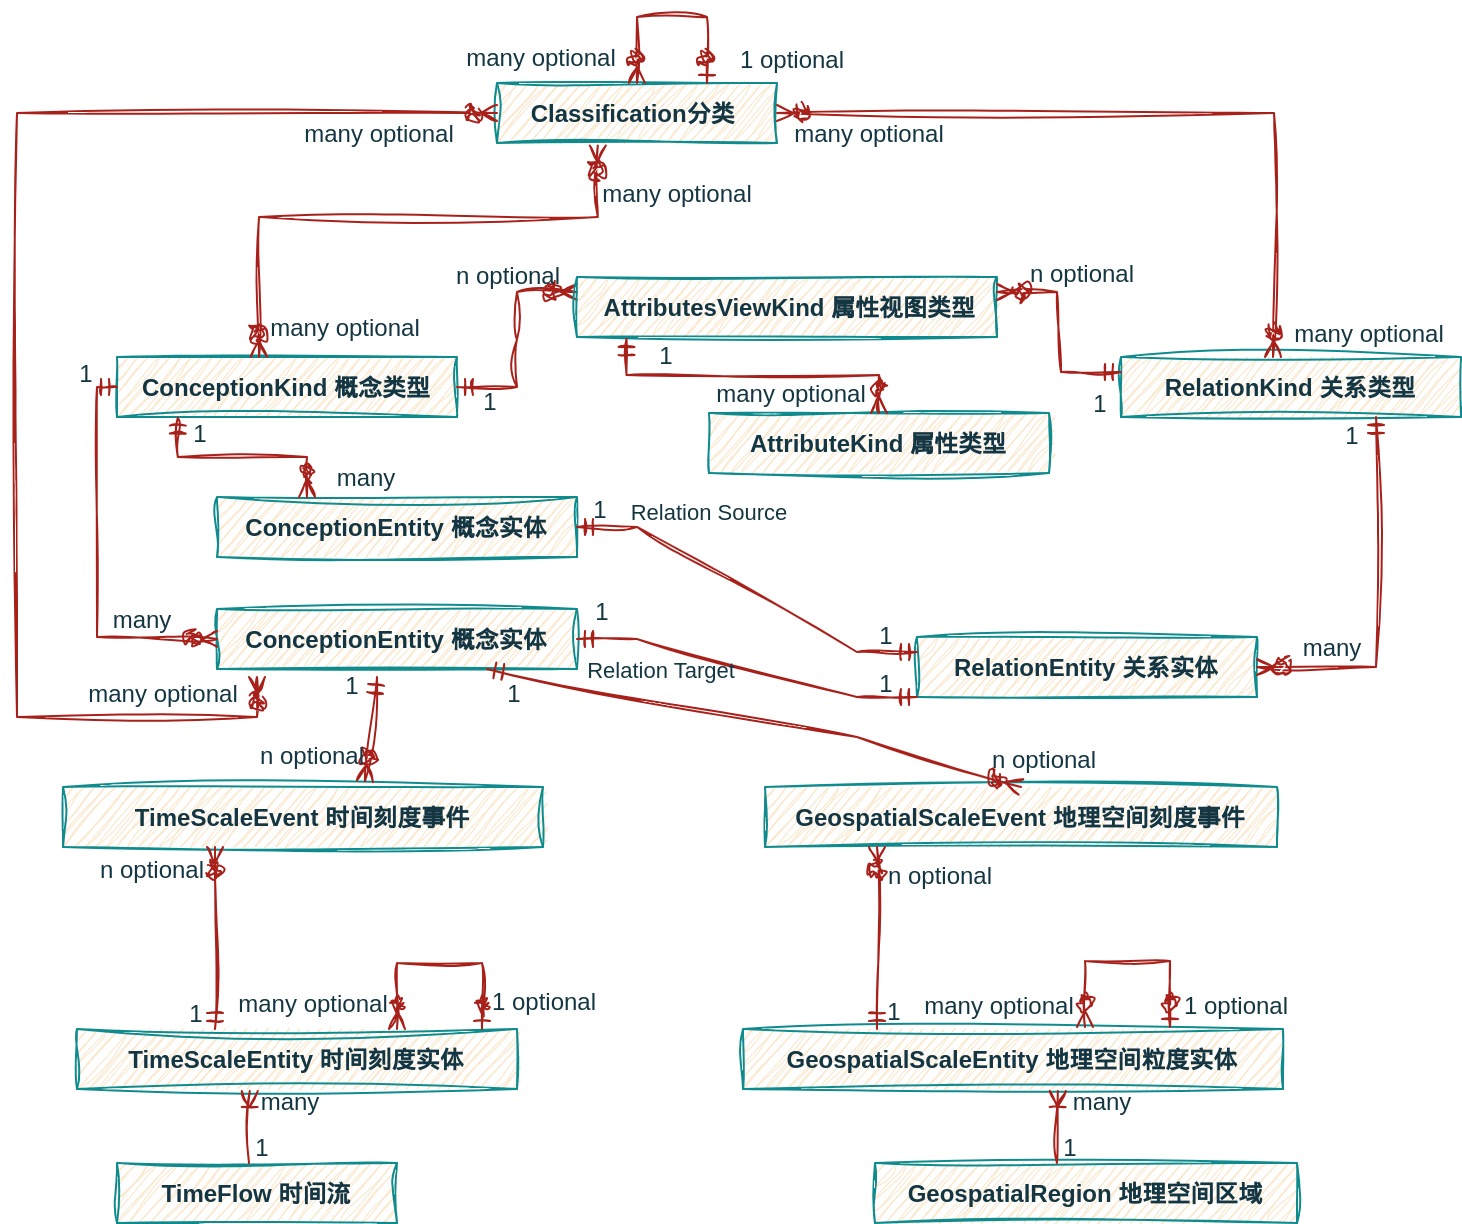 many optional
1 optional
Classification分类
many optional
many optional
many optional
n optional
n optional
AttributesViewKind 属性视图类型
many optional
many optional
1
1
ConceptionKind 概念类型
RelationKind 关系类型
many optional
1
1
1
1
AttributeKind 属性类型
many
1
Relation Source
ConceptionEntity 概念实体
many
1
1
many
ConceptionEntity 概念实体
RelationEntity 关系实体
Relation Target
1
many optional
1
1
n optional
n optional
TimeScaleEvent 时间刻度事件
GeospatialScaleEvent 地理空间刻度事件
n optional
n optional
many optional
1 optional
many optional
1 optional
1
1
TimeScaleEntity 时间刻度实体
GeospatialScaleEntity 地理空间粒度实体
many
many
1
1
TimeFlow 时间流
GeospatialRegion 地理空间区域